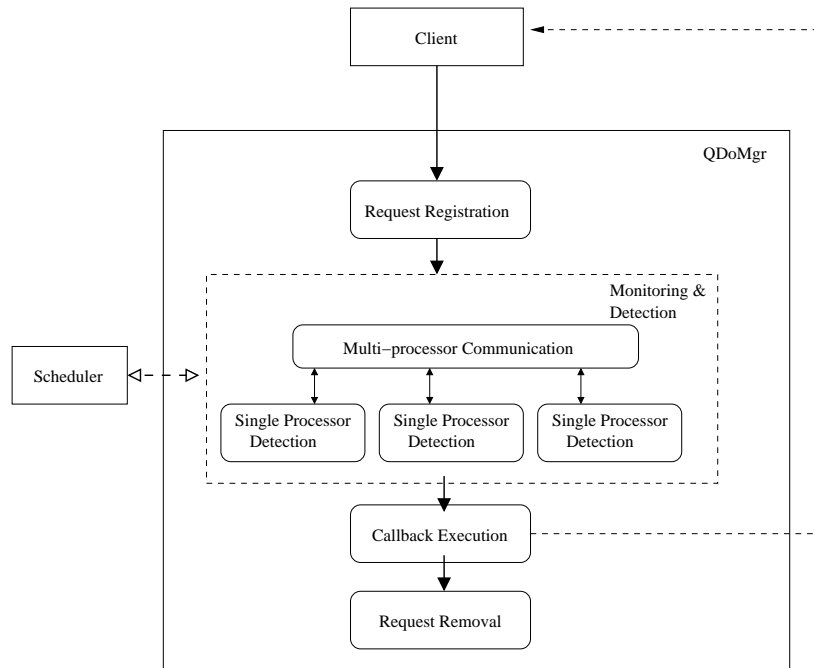 Client
QDoMgr
Request Registration
Monitoring &
Detection
Multi−processor Communication
Scheduler
Single Processor
Detection
Single Processor
Detection
Single Processor
Detection
Callback Execution
Request Removal